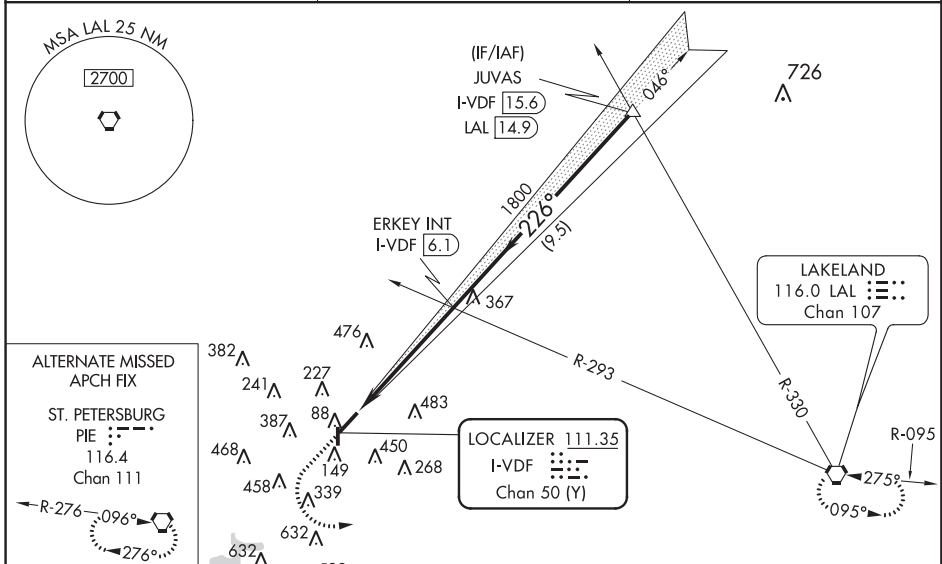 MSA LAL 25 NM
2700
(IF/IAF)
JUVAS
I-VDF 15.6
LAL 14.9
046°
726
1800
226°
(9.5)
ERKEY INT
I-VDF 6.1
367
LAKELAND
116.0 LAL
Chan 107
R-293
R-330
476
382
241
227
387
88
483
468
149
450
268
458
339
632
632
LOCALIZER 111.35
I-VDF
Chan 50 (Y)
R-095
275°
095°
ALTERNATE MISSED
APCH FIX
ST. PETERSBURG
PIE
116.4
Chan 111
R-276
096°
276°